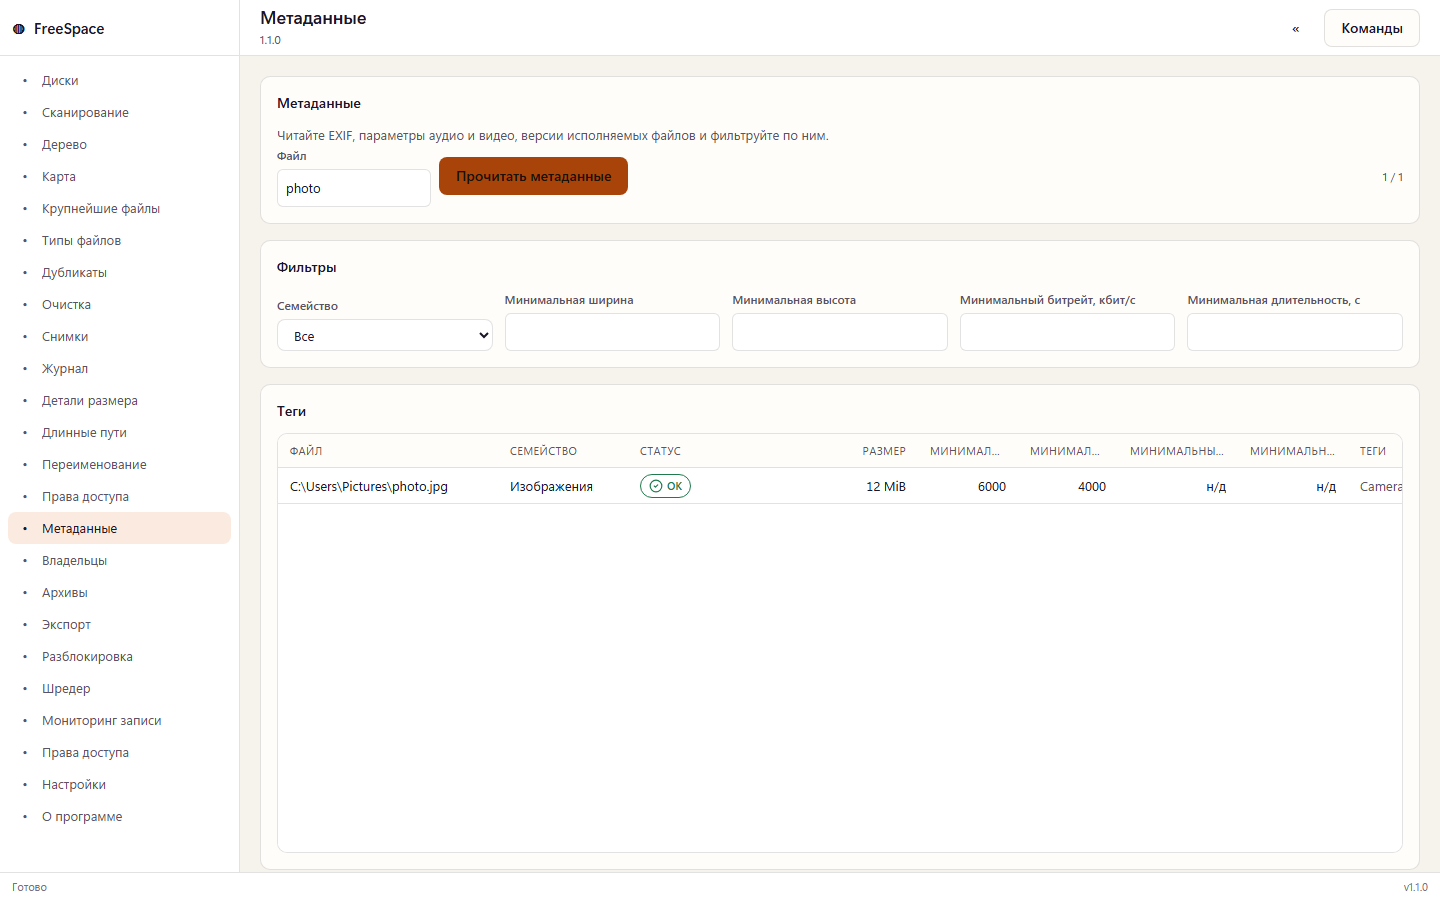 FreeSpace
Диски
Сканирование
Дерево
Карта
Крупнейшие файлы
Типы файлов
Дубликаты
Очистка
Снимки
Журнал
Детали размера
Длинные пути
Переименование
Права доступа
Метаданные
Владельцы
Архивы
Экспорт
Разблокировка
Шредер
Мониторинг записи
Права доступа
Настройки
О программе
Метаданные
1.1.0
«
Команды
Метаданные
Читайте EXIF, параметры аудио и видео, версии исполняемых файлов и фильтруйте по ним.
Файл
photo
Прочитать метаданные
1 / 1
Фильтры
Семейство
Минимальная ширина
Минимальная высота
Минимальный битрейт, кбит/с
Минимальная длительность, с
Все
Теги
ФАЙЛ СЕМЕЙСТВО СТАТУС РАЗМЕР МИНИМАЛ... МИНИМАЛ... МИНИМАЛЬНЫ... МИНИМАЛЬН... ТЕГИ
C:\Users\Pictures\photo.jpg Изображения OK 12 MiB 6000 4000 н/д н/д Camera
Готово
v1.1.0